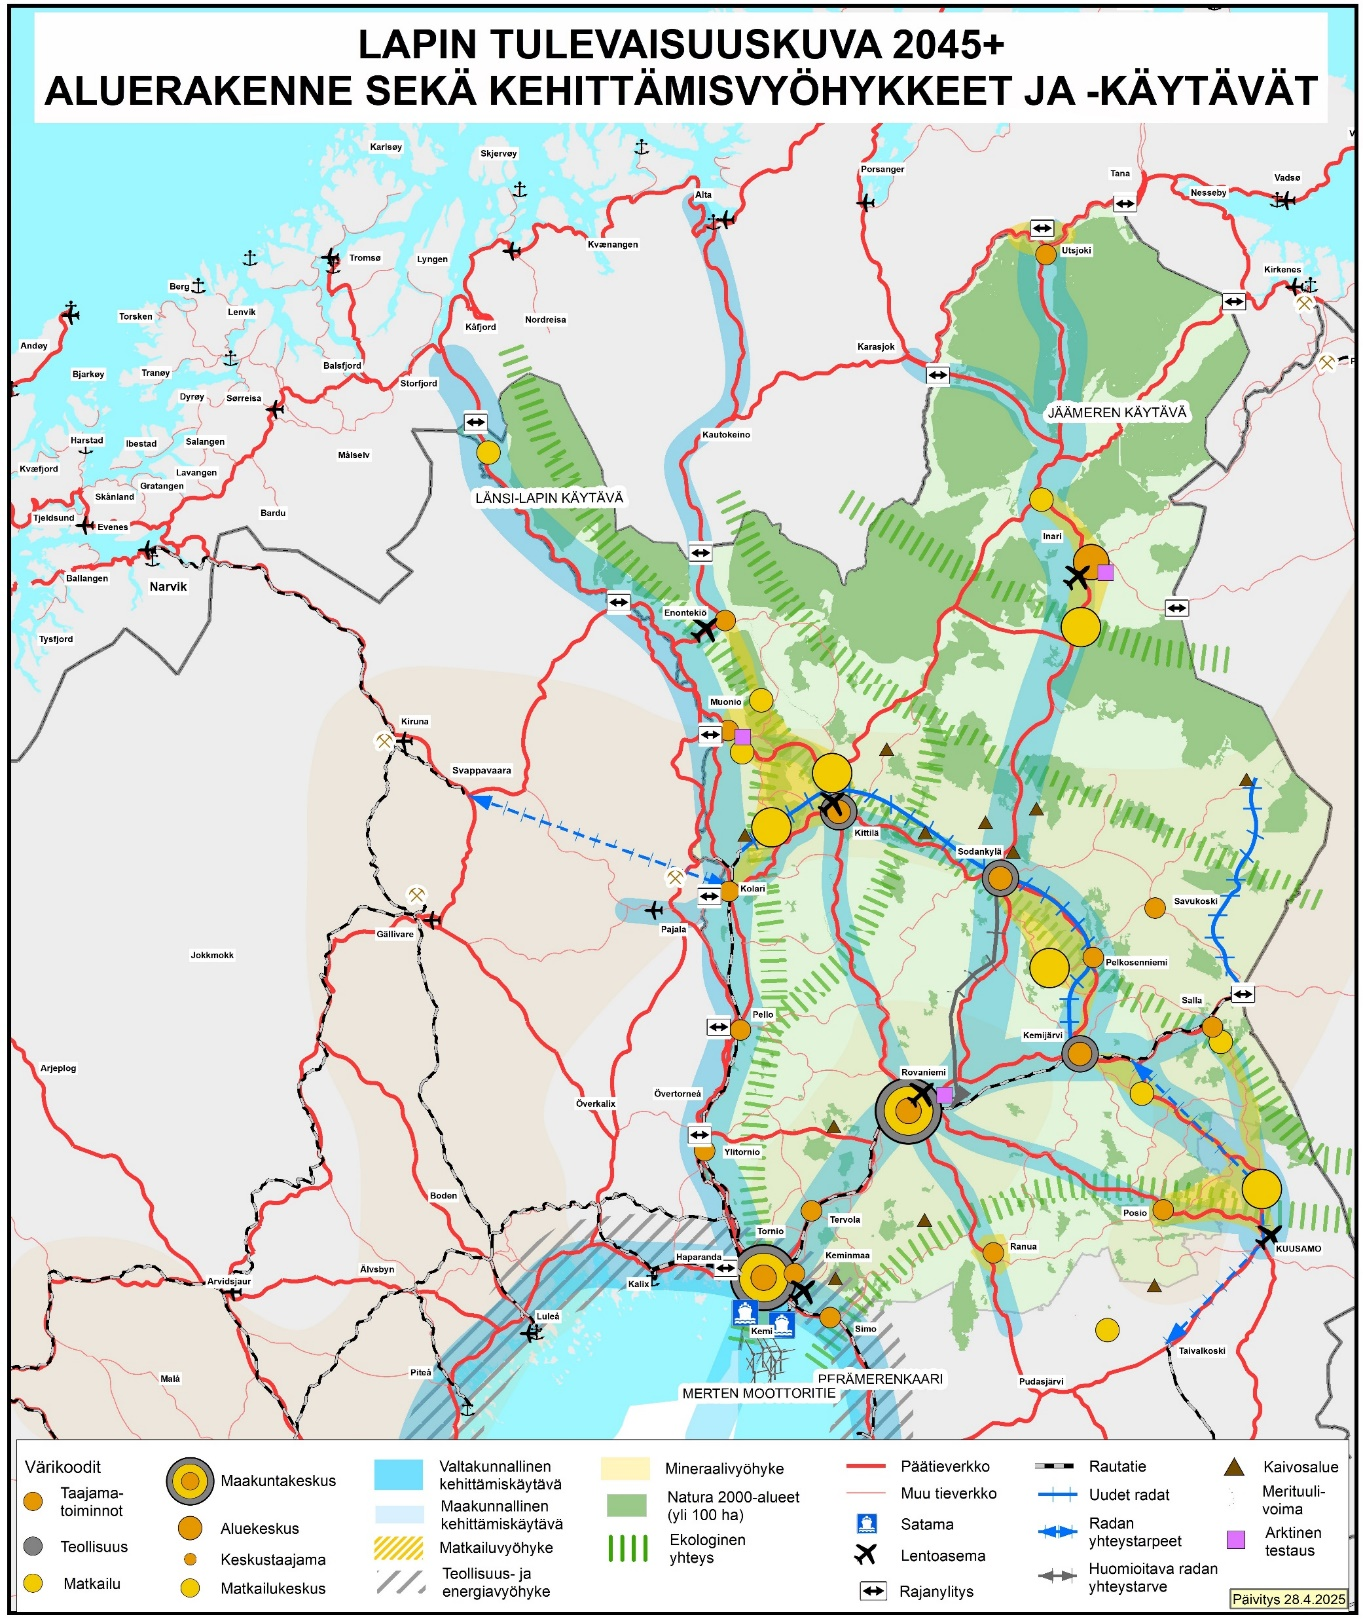 LAPIN TULEVAISUUSKUVA 2045+
ALUERAKENNE SEKÄ KEHITTÄMISVYÖHYKKEET JA -KÄYTÄVÄT
Karlsøy
Skjervøy
Alta
Porsanger
Tana
Vadsø
Nesseby
Kvænangen
Utsjoki
Tromsø
Lyngen
Kirkenes
Berg
Torsken
Lenvik
Kåfjord
Nordreisa
Andøy
Karasjok
Balsfjord
Bjarkøy
Tranøy
Storfjord
Dyrøy
Sørreisa
JÄÄMEREN KÄYTÄVÄ
Kautokeino
Harstad
Ibestad
Salangen
Målselv
Kvæfjord
Lavangen
Gratangen
Skånland
LÄNSI-LAPIN KÄYTÄVÄ
Tjeldsund
Evenes
Bardu
Inari
Ballangen
Narvik
Enontekiö
Tysfjord
Muonio
Kiruna
Svappavaara
Kittilä
Sodankylä
Kolari
Savukoski
Pajala
Gällivare
Jokkmokk
Pelkosenniemi
Salla
Pello
Kemijärvi
Arjeplog
Rovaniemi
Övertorneå
Överkalix
Ylitornio
Boden
Posio
Tervola
Tornio
Ranua
KUUSAMO
Haparanda
Keminmaa
Älvsbyn
Arvidsjaur
Kalix
Luleå
Kemi
Simo
Taivalkoski
Piteå
Malå
PERÄMERENKAARI
MERTEN MOOTTORITIE
Pudasjärvi
Värikoodit
Taajama-
toiminnot
Teollisuus
Matkailu
Maakuntakeskus
Aluekeskus
Keskustaajama
Matkailukeskus
Valtakunnallinen
kehittämiskäytävä
Maakunnallinen
kehittämiskäytävä
Matkailuvyöhyke
Teollisuus- ja
energiavyöhyke
Mineraalivyöhyke
Natura 2000-alueet
(yli 100 ha)
Ekologinen
yhteys
Päätieverkko
Muu tieverkko
Satama
Lentoasema
Rajanylitys
Rautatie
Uudet radat
Radan
yhteystarpeet
Huomioitava radan
yhteystarve
Kaivosalue
Merituuli-
voima
Arktinen
testaus
Päivitys 28.4.2025